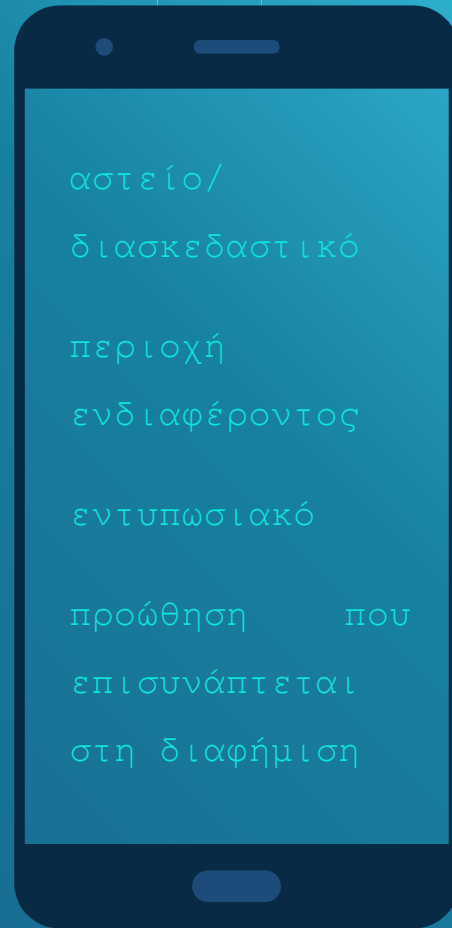 αστείο/
διασκεδαστικό
περιοχή
ενδιαφέροντος
εντυπωσιακό
προώθηση που
επισυνάπτεται
στη διαφήμιση